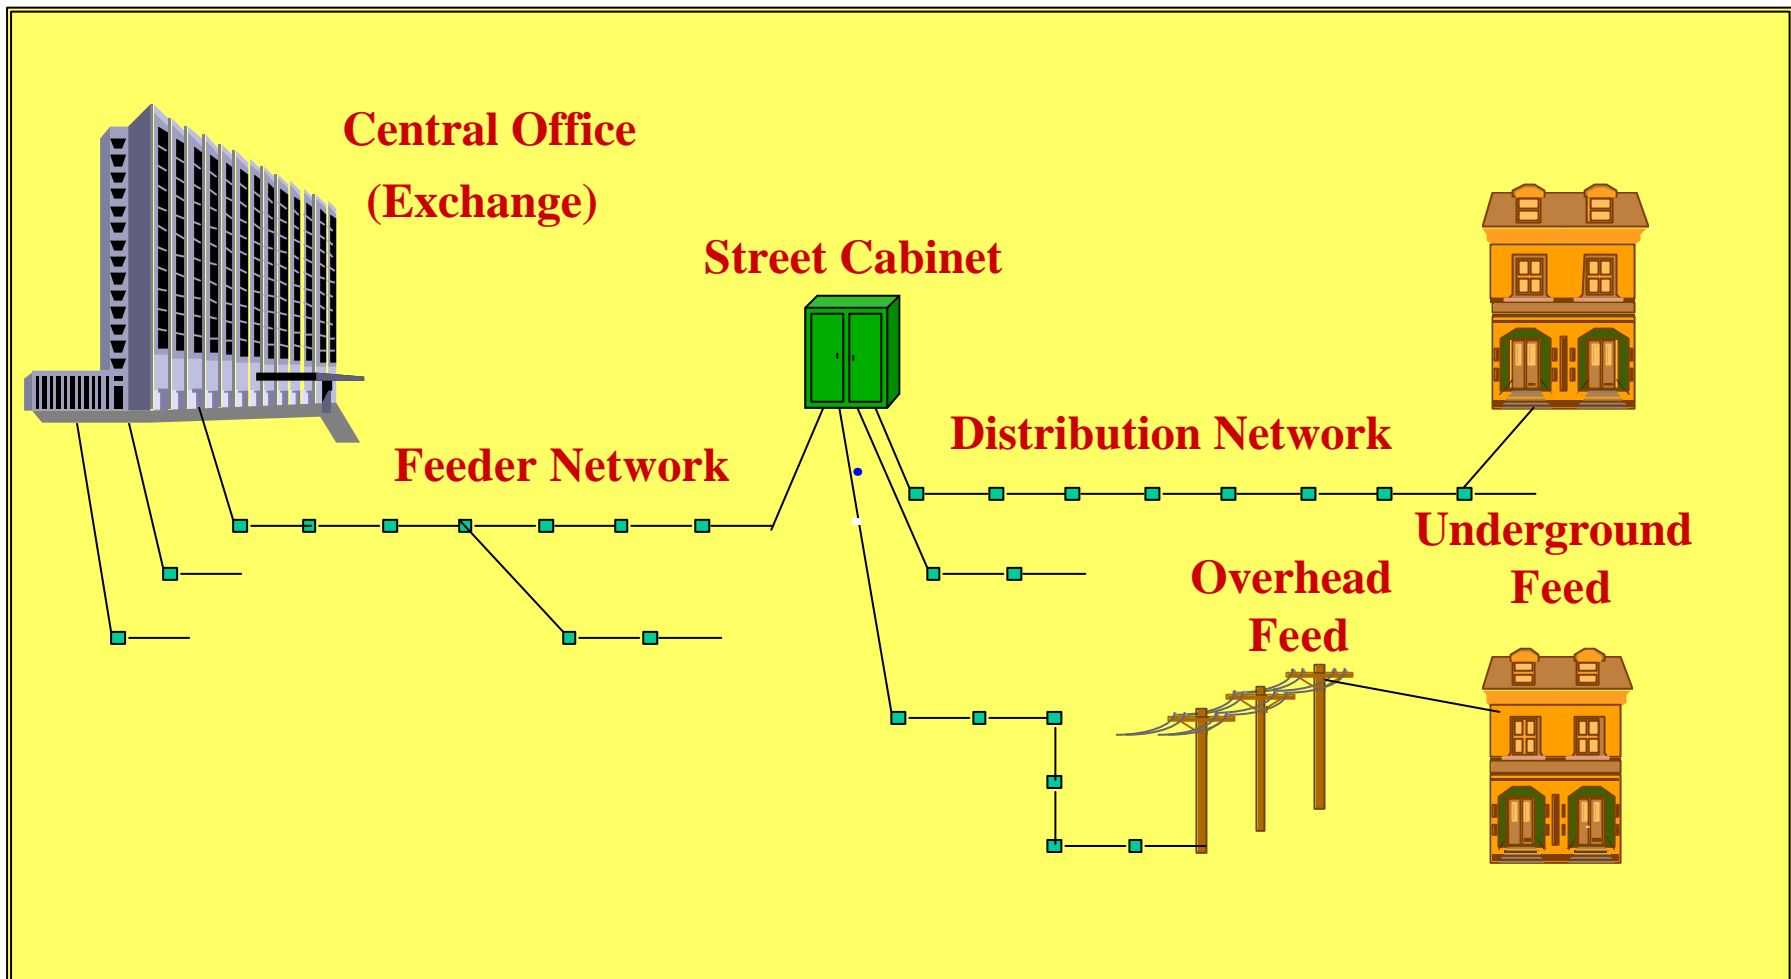 Central Office
(Exchange)
Street Cabinet
Distribution Network
Feeder Network
Underground
Feed
Overhead
Feed